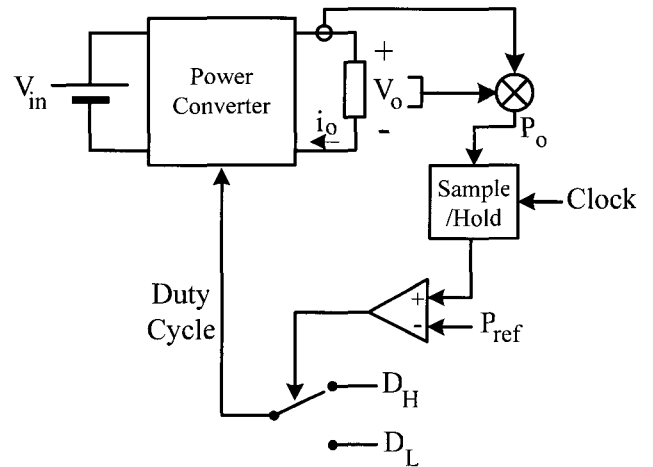 Power
Converter
V_in
+
V_o
-
i_o
P_o
Sample
/Hold
Clock
Duty
Cycle
+
-
P_ref
D_H
D_L